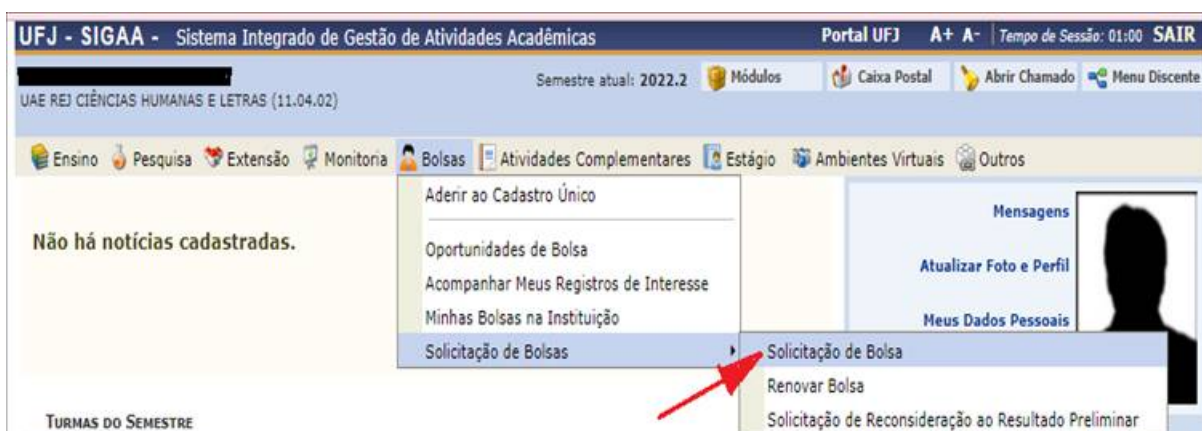 UFJ - SIGAA - Sistema Integrado de Gestão de Atividades Acadêmicas Portal UFJ A+ A- | Tempo de Sessão: 01:00 SAIR
Semestre atual: 2022.2 Módulos Caixa Postal Abrir Chamado Menu Discente
UAE REJ CIÊNCIAS HUMANAS E LETRAS (11.04.02)
Ensino Pesquisa Extensão Monitoria Bolsas Atividades Complementares Estágio Ambientes Virtuais Outros
Não há notícias cadastradas.
Aderir ao Cadastro Único
Oportunidades de Bolsa
Acompanhar Meus Registros de Interesse
Minhas Bolsas na Instituição
Solicitação de Bolsas
Solicitação de Bolsa
Renovar Bolsa
Solicitação de Reconsideração ao Resultado Preliminar
Mensagens
Atualizar Foto e Perfil
Meus Dados Pessoais
TURMAS DO SEMESTRE